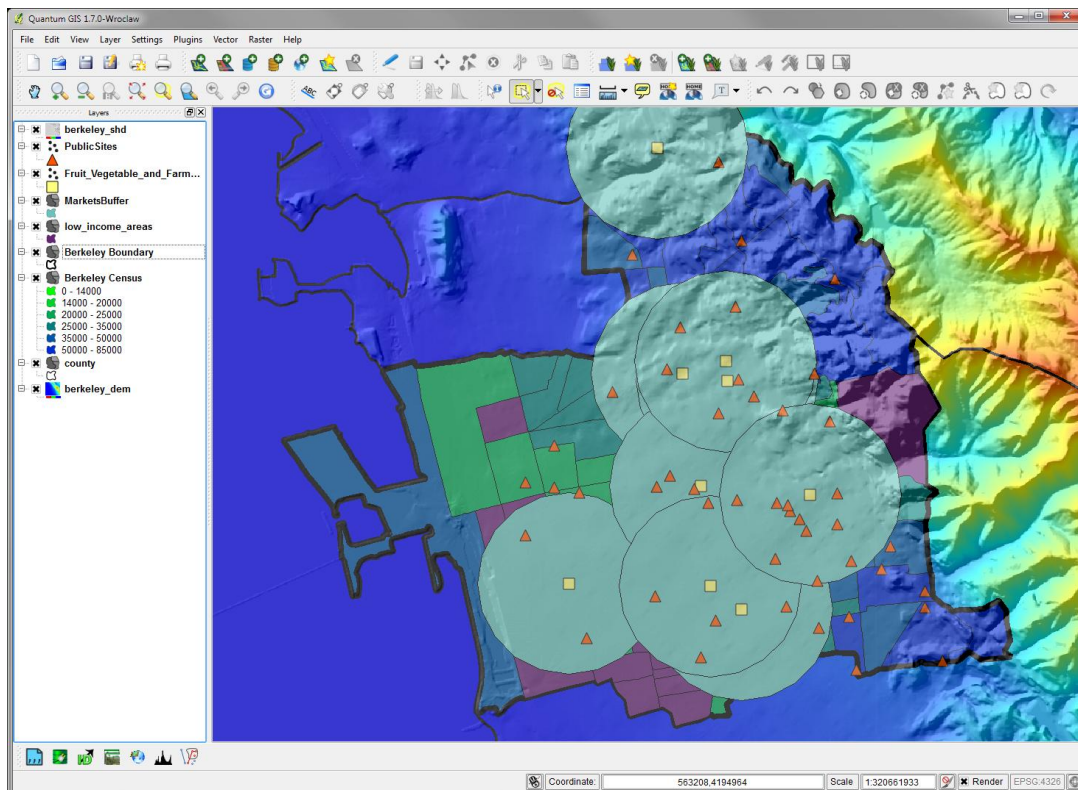 Quantum GIS 1.7.0-Wroclaw
File Edit View Layer Settings Plugins Vector Raster Help
Layers
berkeley_shd
PublicSites
Fruit_Vegetable_and_Farm...
MarketsBuffer
low_income_areas
Berkeley Boundary
Berkeley Census
0 - 14000
14000 - 20000
20000 - 25000
25000 - 35000
35000 - 50000
50000 - 85000
county
berkeley_dem
Coordinate: 563208,4194964 Scale 1:320661933 Render EPSG:4326